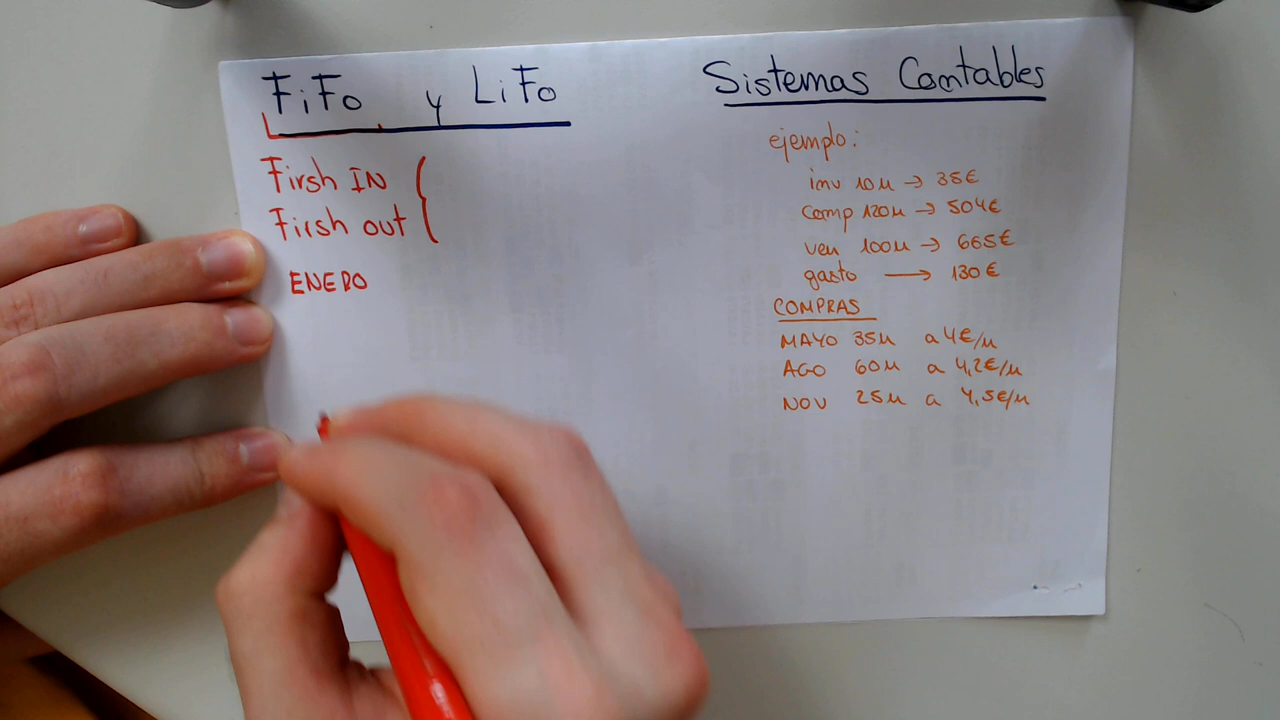 FiFo y LiFo
Firsh IN
Firsh out
ENERO
Sistemas Contables
ejemplo:
inv 10u → 35€
comp 120u → 504€
ven 100u → 665€
gasto → 130€
COMPRAS
MAYO 35u a 4€/u
AGO 60u a 4,2€/u
NOV 25u a 4,5€/u